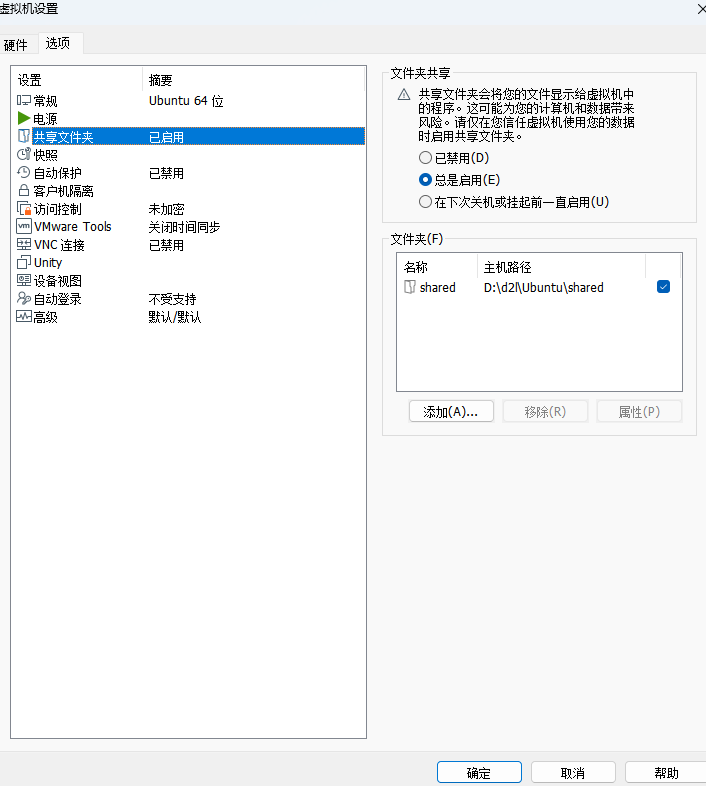 虚拟机设置
硬件 选项
设置 摘要
常规 Ubuntu 64 位
电源
共享文件夹 已启用
快照
自动保护 已禁用
客户机隔离
访问控制 未加密
VMware Tools 关闭时间同步
VNC 连接 已禁用
Unity
设备视图
自动登录 不受支持
高级 默认/默认
文件夹共享
共享文件夹会将您的文件显示给虚拟机中
的程序。这可能为您的计算机和数据带来
风险。请仅在您信任虚拟机使用您的数据
时启用共享文件夹。
已禁用(D)
总是启用(E)
在下次关机或挂起前一直启用(U)
文件夹(F)
名称 主机路径
shared D:\d2l\Ubuntu\shared
添加(A)... 移除(R) 属性(P)
确定 取消 帮助